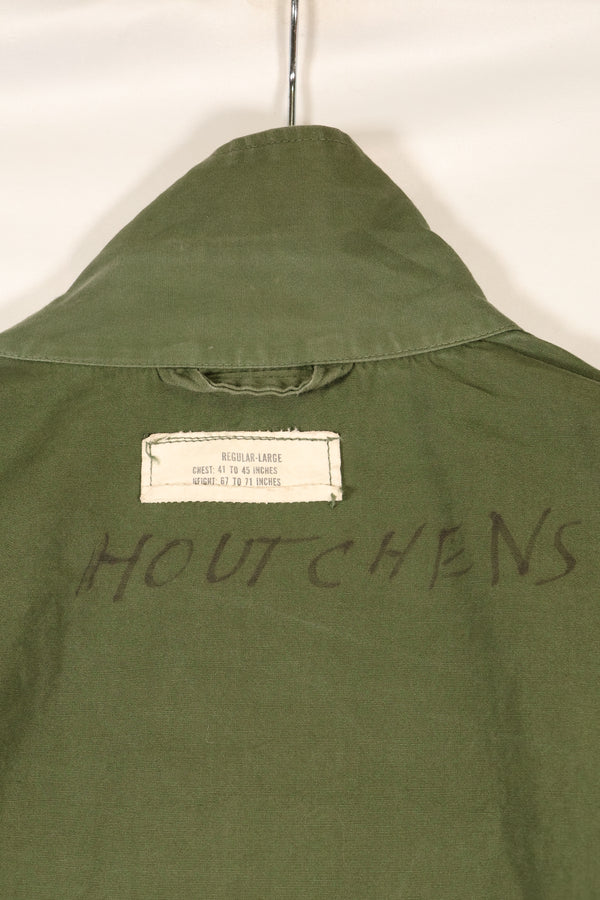 REGULAR-LARGE
CHEST: 41 TO 45 INCHES
HEIGHT: 67 TO 71 INCHES
HOUTCHENS